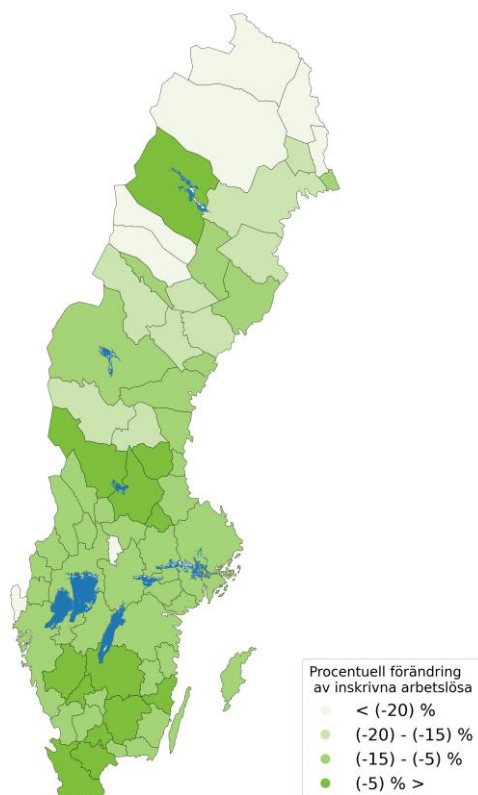 Procentuell förändring
av inskrivna arbetslösa
< (-20) %
(-20) - (-15) %
(-15) - (-5) %
(-5) % >